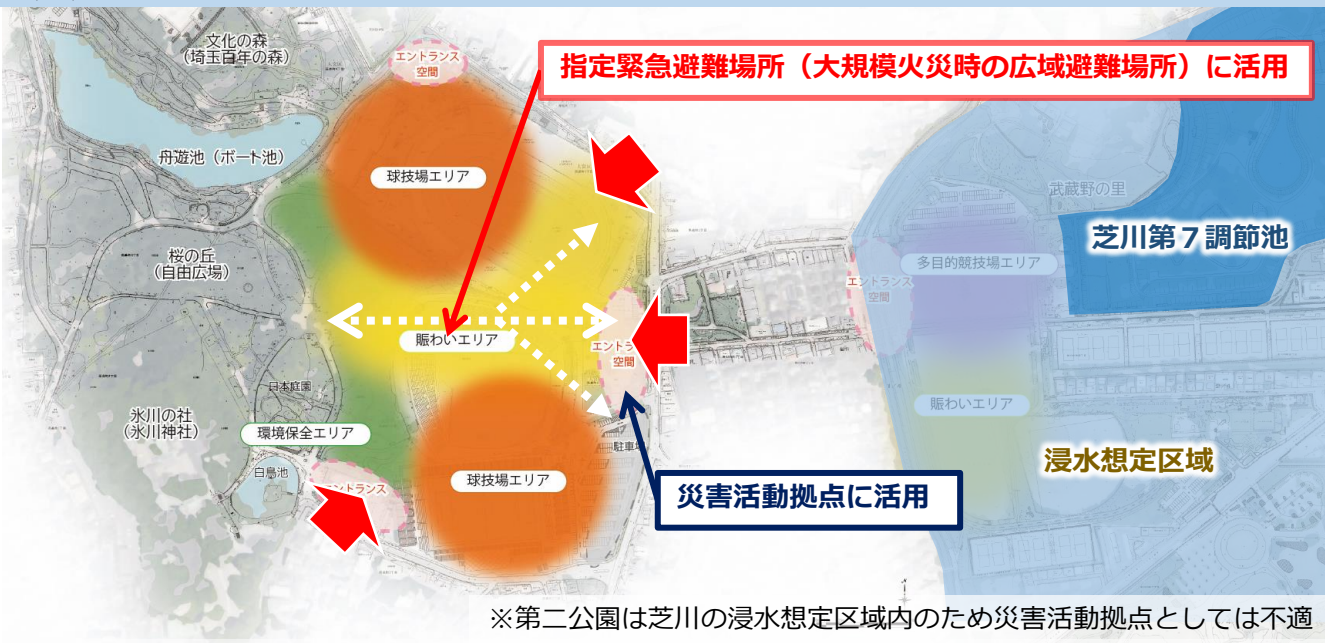 文化の森
(埼玉百年の森)
エントランス
空間
指定緊急避難場所（大規模火災時の広域避難場所）に活用
舟遊池（ボート池）
球技場エリア
武蔵野の里
芝川第７調節池
桜の丘
(自由広場)
多目的競技場エリア
エントランス
空間
賑わいエリア
エントラ
空間
日本庭園
賑わいエリア
氷川の社
(氷川神社)
環境保全エリア
駐車場
浸水想定区域
白鳥池
球技場エリア
エントランス
災害活動拠点に活用
※第二公園は芝川の浸水想定区域内のため災害活動拠点としては不適